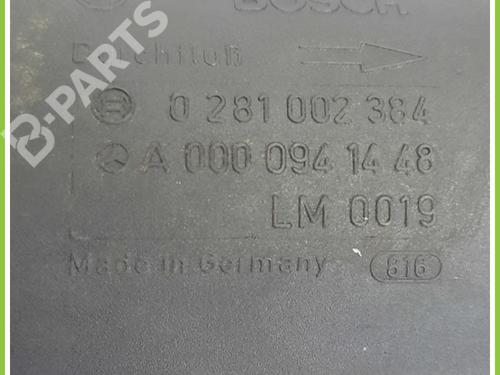 BOSCH
Durchfluß
0 281 002 384
A 000 094 14 48
LM 0019
Made in Germany 816
B-PARTS